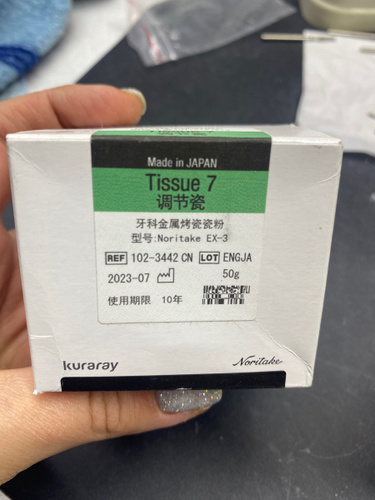 Made in JAPAN
Tissue 7
调节瓷
牙科金属烤瓷瓷粉
型号:Noritake EX-3
REF 102-3442 CN LOT ENGJA
2023-07 50g
使用期限 10年
kuraray Noritake